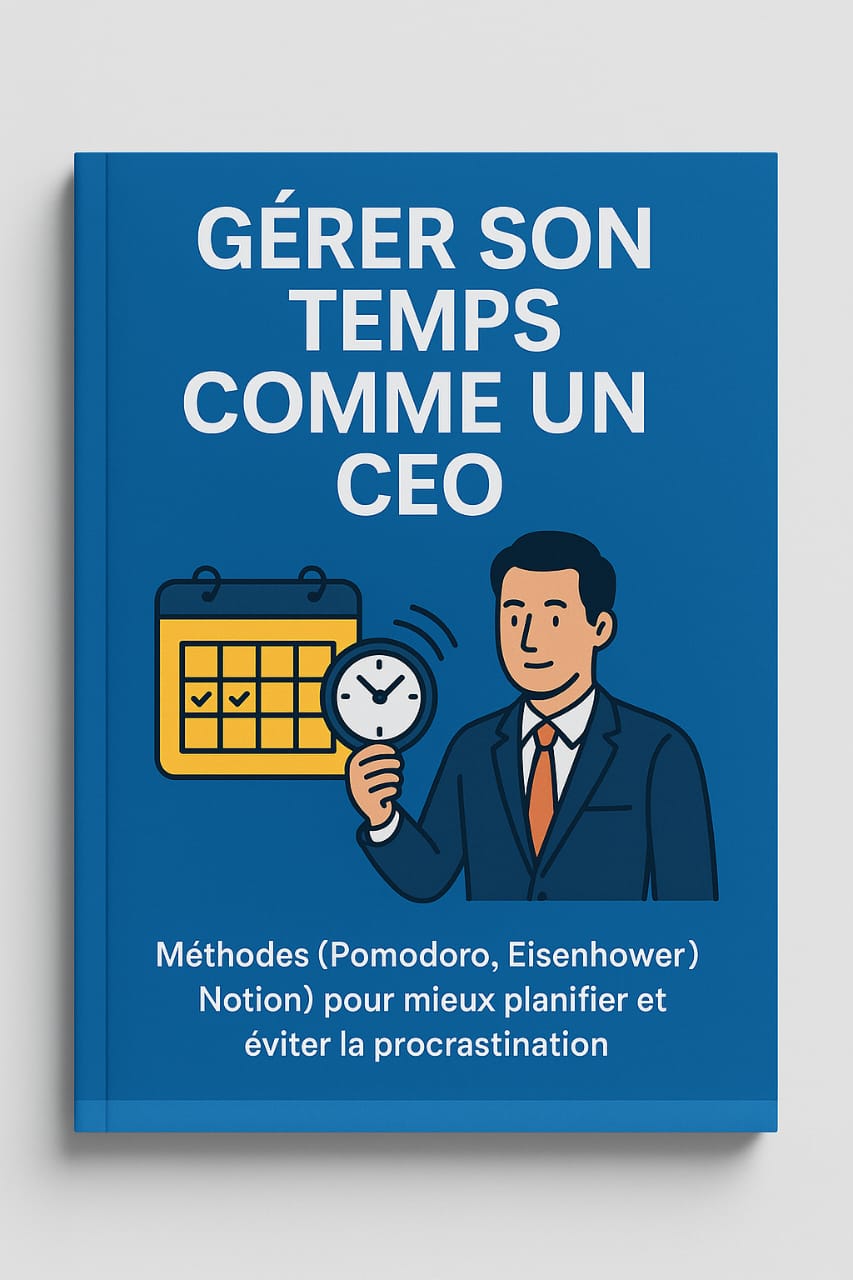 GÉRER SON
TEMPS
COMME UN
CEO
Méthodes (Pomodoro, Eisenhower)
Notion) pour mieux planifier et
éviter la procrastination